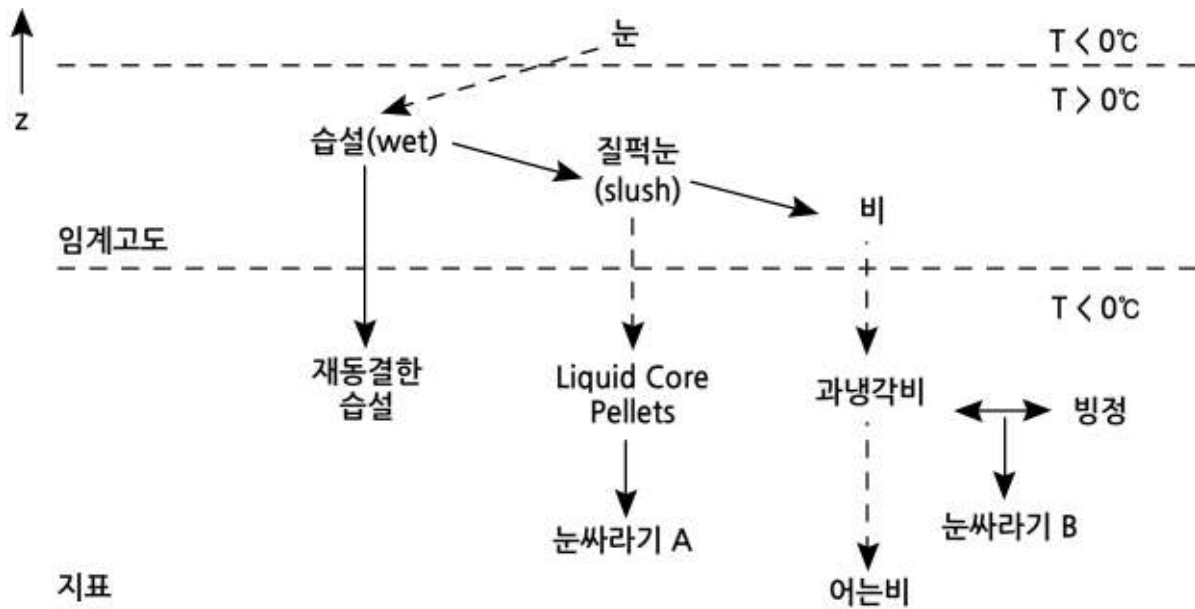 눈
T < 0℃
T > 0℃
z
습설(wet)
질퍽눈
(slush)
비
임계고도
T < 0℃
재동결한
습설
Liquid Core
Pellets
과냉각비
빙정
눈싸라기 A
눈싸라기 B
지표
어는비